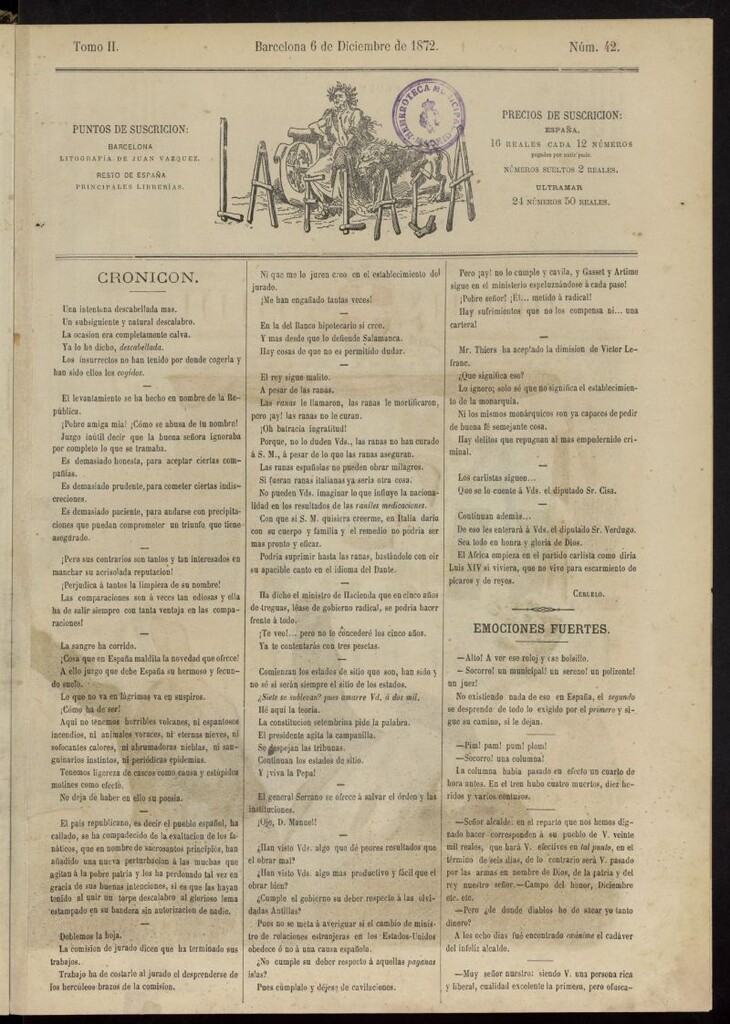 Tomo II.
Barcelona 6 de Diciembre de 1872.
Núm. 42.
PUNTOS DE SUSCRICION:
BARCELONA
LITOGRAFIA DE JUAN VAZQUEZ.
RESTO DE ESPAÑA
PRINCIPALES LIBRERÍAS.
LA FLACA
HEMEROTECA MUNICIPAL
MADRID
PRECIOS DE SUSCRICION:
ESPAÑA.
16 REALES CADA 12 NÚMEROS
NÚMEROS SUELTOS 2 REALES.
ULTRAMAR
24 NÚMEROS 50 REALES.
CRONICON.
Una intentona descabellada mas.
Un subsiguiente y natural descalabro.
La ocasion era completamente calva.
Ya lo he dicho, descabellada.
Los insurrectos no han tenido por donde cogerla y
han sido ellos los cogidos.
—
El levantamiento se ha hecho en nombre de la Re-
pública.
¡Pobre amiga mia! ¡Cómo se abusa de tu nombre!
Juzgo inútil decir que la buena señora ignoraba
por completo lo que se tramaba.
Es demasiado honesta, para aceptar ciertas com-
pañías.
Es demasiado prudente, para cometer ciertas indis-
creciones.
Es demasiado paciente, para andarse con precipita-
ciones que puedan comprometer un triunfo que tiene
asegurado.
—
¡Pero sus contrarios son tantos y tan interesados en
manchar su acrisolada reputacion!
¡Perjudica á tantos la limpieza de su nombre!
Las comparaciones son á veces tan odiosas y ella
ha de salir siempre con tanta ventaja en las compa-
raciones!
—
La sangre ha corrido.
¡Cosa que en España maldita la novedad que ofrece!
A ello juzgo que debe España su hermoso y fecun-
do suelo.
Lo que no va en lágrimas va en suspiros.
¡Cómo ha de ser!
Aquí no tenemos horribles volcanes, ni espantosos
incendios, ni animales voraces, ni eternas nieves, ni
sofocantes calores, ni abrumadoras nieblas, ni san-
guinarios instintos, ni periódicas epidemias.
Tenemos ligereza de cascos como causa y estúpidos
motines como efecto.
No deja de haber en ello su poesía.
—
El país republicano, es decir el pueblo español, ha
callado, se ha compadecido de la exaltacion de los fa-
náticos, que en nombre de sacrosantos principios, han
añadido una nueva perturbacion á las muchas que
agitan á la pobre patria y los ha perdonado tal vez en
gracia de sus buenas intenciones, si es que las hayan
tenido al unir un torpe descalabro al glorioso lema
estampado en su bandera sin autorizacion de nadie.
—
Doblemos la hoja.
La comision de jurado dicen que ha terminado sus
trabajos.
Trabajo ha de costarle al jurado el desprenderse de
los hercúleos brazos de la comision.
Ni que me lo juren creo en el establecimiento del
jurado.
¡Me han engañado tantas veces!
—
En la del Banco hipotecario si creo.
Y mas desde que lo defiende Salamanca.
Hay cosas de que no es permitido dudar.
—
El rey sigue malito.
A pesar de las ranas.
Las ranas le llamaron, las ranas le mortificaron,
pero ¡ay! las ranas no le curan.
¡Oh batracia ingratitud!
Porque, no lo duden Vds., las ranas no han curado
á S. M., á pesar de lo que las ranas aseguran.
Las ranas españolas no pueden obrar milagros.
Si fueran ranas italianas ya seria otra cosa.
No pueden Vds. imaginar lo que influye la naciona-
lidad en los resultados de las raniles medicaciones.
Con que si S. M. quisiera creerme, en Italia daria
con su cuerpo y familia y el remedio no podria ser
mas pronto y eficaz.
Podria suprimir hasta las ranas, bastándole con oir
su apacible canto en el idioma del Dante.
—
Ha dicho el ministro de Hacienda que en cinco años
de treguas, léase de gobierno radical, se podria hacer
frente á todo.
¡Te veo!... pero no te concederé los cinco años.
Ya te contentarás con tres pesetas.
—
Comienzan los estados de sitio que son, han sido y
no sé si serán siempre el sitio de los estados.
¿Siete se sublevan? pues amarre Vd. á dos mil.
Hé aquí la teoría.
La constitucion setembrina pide la palabra.
El presidente agita la campanilla.
Se despejan las tribunas.
Continuan los estados de sitio.
Y ¡viva la Pepa!
—
El general Serrano se ofrece á salvar el órden y las
instituciones.
¡Ojo, D. Manuel!
—
¿Han visto Vds. algo que dé peores resultados que
el obrar mal?
¿Han visto Vds. algo mas productivo y fácil que el
obrar bien?
¿Cumple el gobierno su deber respecto á las olvi-
dadas Antillas?
Pues no se meta á averiguar si el cambio de minis-
tro de relaciones estranjeras en los Estados-Unidos
obedece ó no á una causa española.
¿No cumple su deber respecto á aquellas paganas
islas?
Pues cúmplalo y déjese de cavilaciones.
Pero ¡ay! no lo cumple y cavila, y Gasset y Artime
sigue en el ministerio espeluznándose á cada paso!
¡Pobre señor! ¡El... metido á radical!
Hay sufrimientos que no los compensa ni... una
cartera!
—
Mr. Thiers ha aceptado la dimision de Victor Le-
franc.
¿Que significa eso?
Lo ignoro; solo sé que no significa el establecimien-
to de la monarquía.
Ni los mismos monárquicos son ya capaces de pedir
de buena fé semejante cosa.
Hay delitos que repugnan al mas empedernido cri-
minal.
—
Los carlistas siguen...
Que se lo cuente á Vds. el diputado Sr. Cisa.
—
Continuan ademas...
De eso les enterará á Vds. el diputado Sr. Verdugo.
Sea todo en honra y gloria de Dios.
El Africa empieza en el partido carlista como diria
Luis XIV si viviera, que no vive para escarmiento de
pícaros y de reyes.
CERLELO.
EMOCIONES FUERTES.
—Alto! A ver ese reloj y ese bolsillo.
—Socorro! un municipal! un sereno! un polizonte!
un juez!
No existiendo nada de eso en España, el segundo
se desprende de todo lo exigido por el primero y si-
gue su camino, si le dejan.
—Pim! pam! pum! plom!
—Socorro! una columna!
La columna habia pasado en efecto un cuarto de
hora antes. En el tren hubo cuatro muertos, diez he-
ridos y varios contusos.
—Señor alcalde: en el reparto que nos hemos dig-
nado hacer corresponden á su pueblo de V. veinte
mil reales, que hará V. efectivos en tal punto, en el
término de seis dias, de lo contrario será V. pasado
por las armas en nombre de Dios, de la patria y del
rey nuestro señor.—Campo del honor, Diciembre
etc. etc.
—Pero ¿de donde diablos he de sacar yo tanto
dinero?
A los ocho dias fué encontrado exánime el cadáver
del infeliz alcalde.
—Muy señor nuestro: siendo V. una persona rica
y liberal, cualidad excelente la primera, pero ofusca-